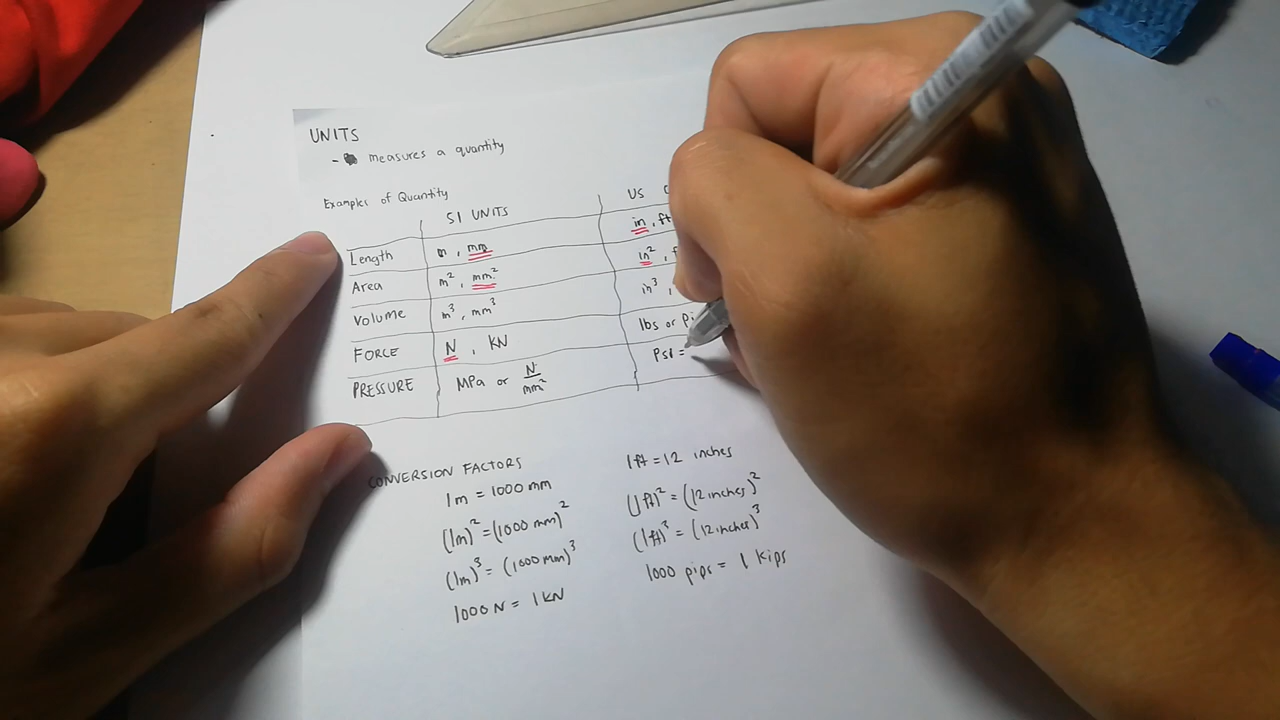 UNITS
- measures a quantity
Examples of Quantity
SI UNITS US
Length m , mm in , ft
Area m² , mm² in² ,
Volume m³ , mm³ in³ ,
FORCE N , KN lbs or
PRESSURE MPa or N/mm² Psi =
CONVERSION FACTORS
1m = 1000 mm 1ft = 12 inches
(1m)² = (1000 mm)² (1ft)² = (12 inches)²
(1m)³ = (1000mm)³ (1ft)³ = (12 inches)³
1000 N = 1 KN 1000 pips = 1 kips